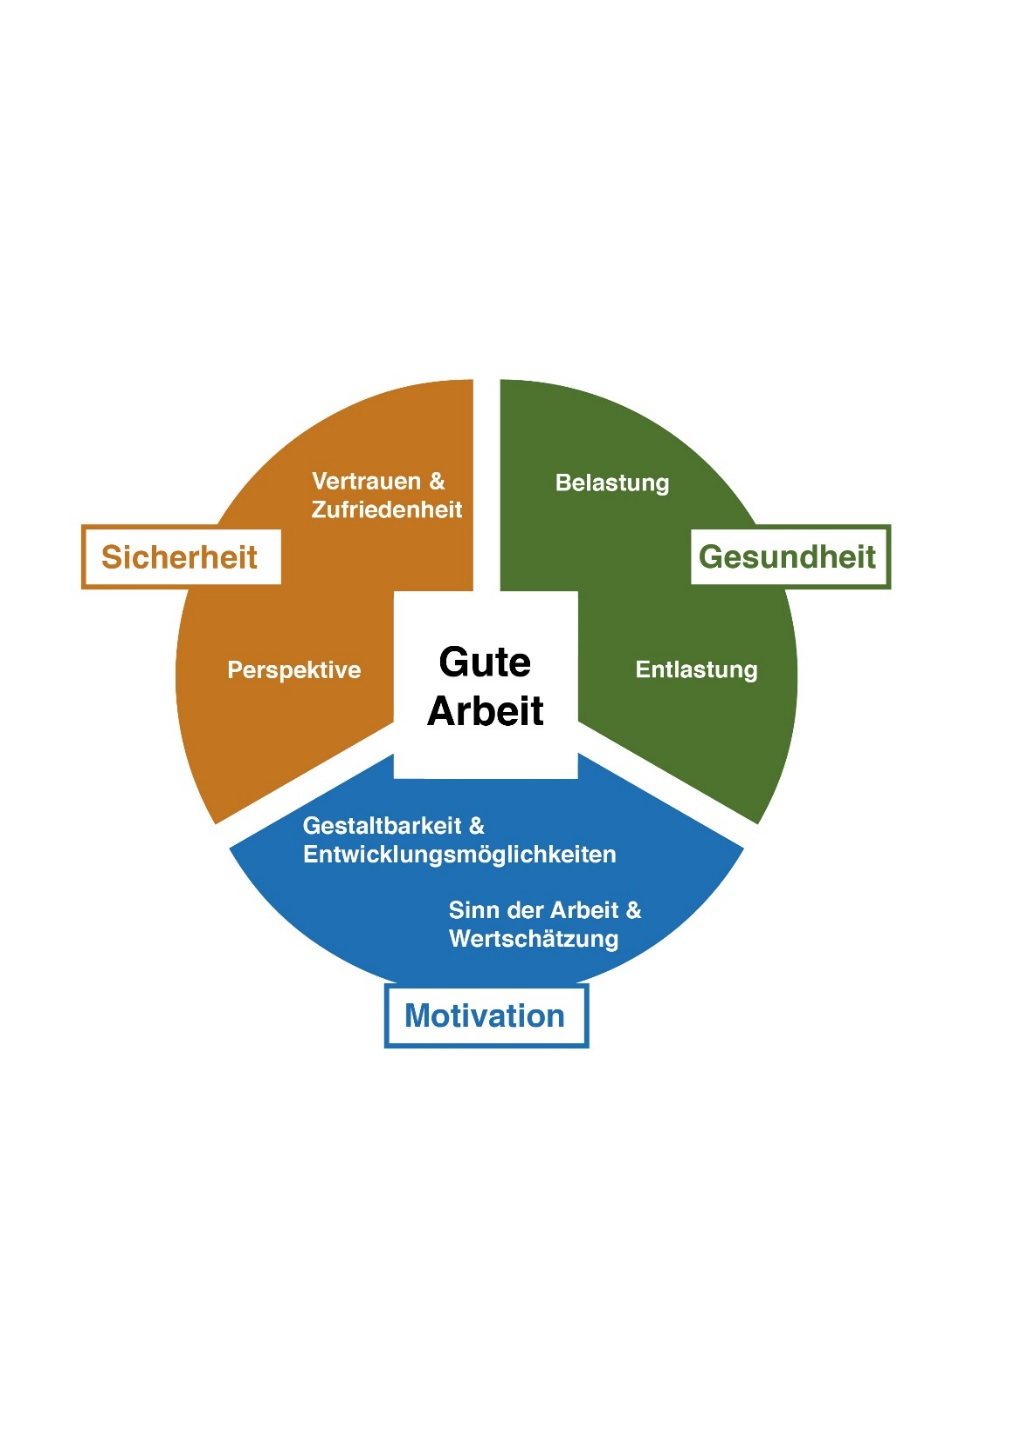 Vertrauen &
Zufriedenheit
Belastung
Sicherheit
Gesundheit
Perspektive
Gute
Arbeit
Entlastung
Gestaltbarkeit &
Entwicklungsmöglichkeiten
Sinn der Arbeit &
Wertschätzung
Motivation